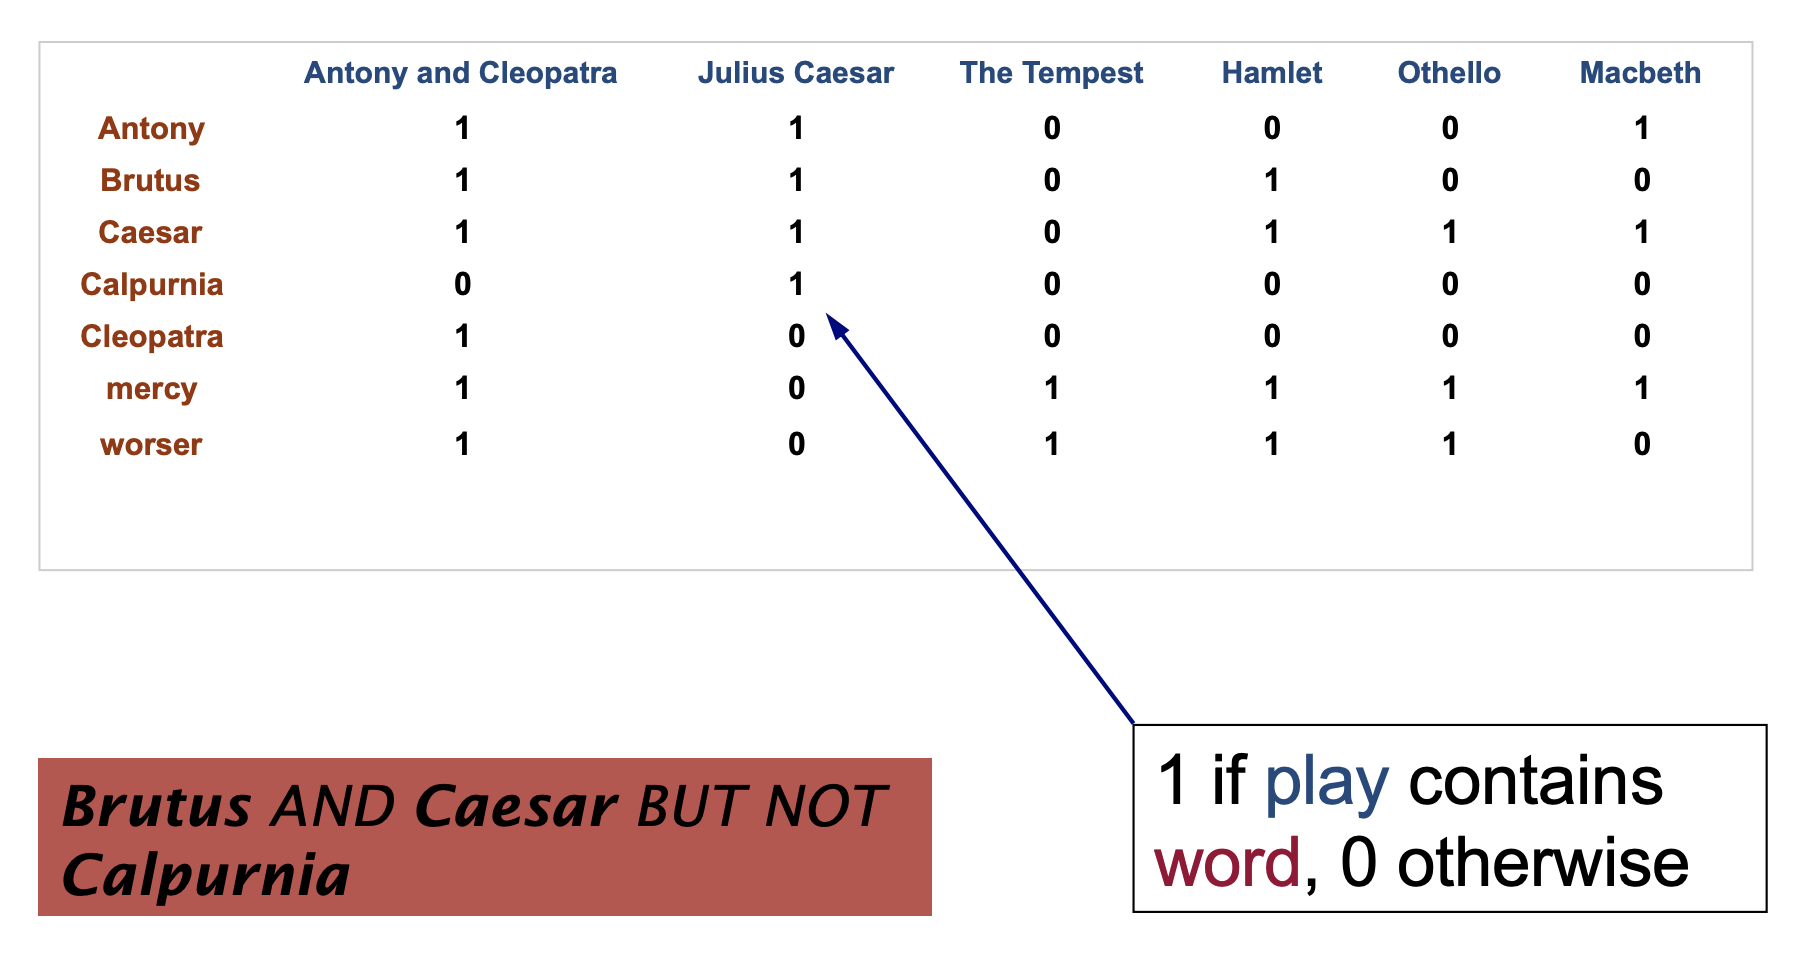 Antony and Cleopatra Julius Caesar The Tempest Hamlet Othello Macbeth
Antony 1 1 0 0 0 1
Brutus 1 1 0 1 0 0
Caesar 1 1 0 1 1 1
Calpurnia 0 1 0 0 0 0
Cleopatra 1 0 0 0 0 0
mercy 1 0 1 1 1 1
worser 1 0 1 1 1 0
Brutus AND Caesar BUT NOT
Calpurnia
1 if play contains
word, 0 otherwise